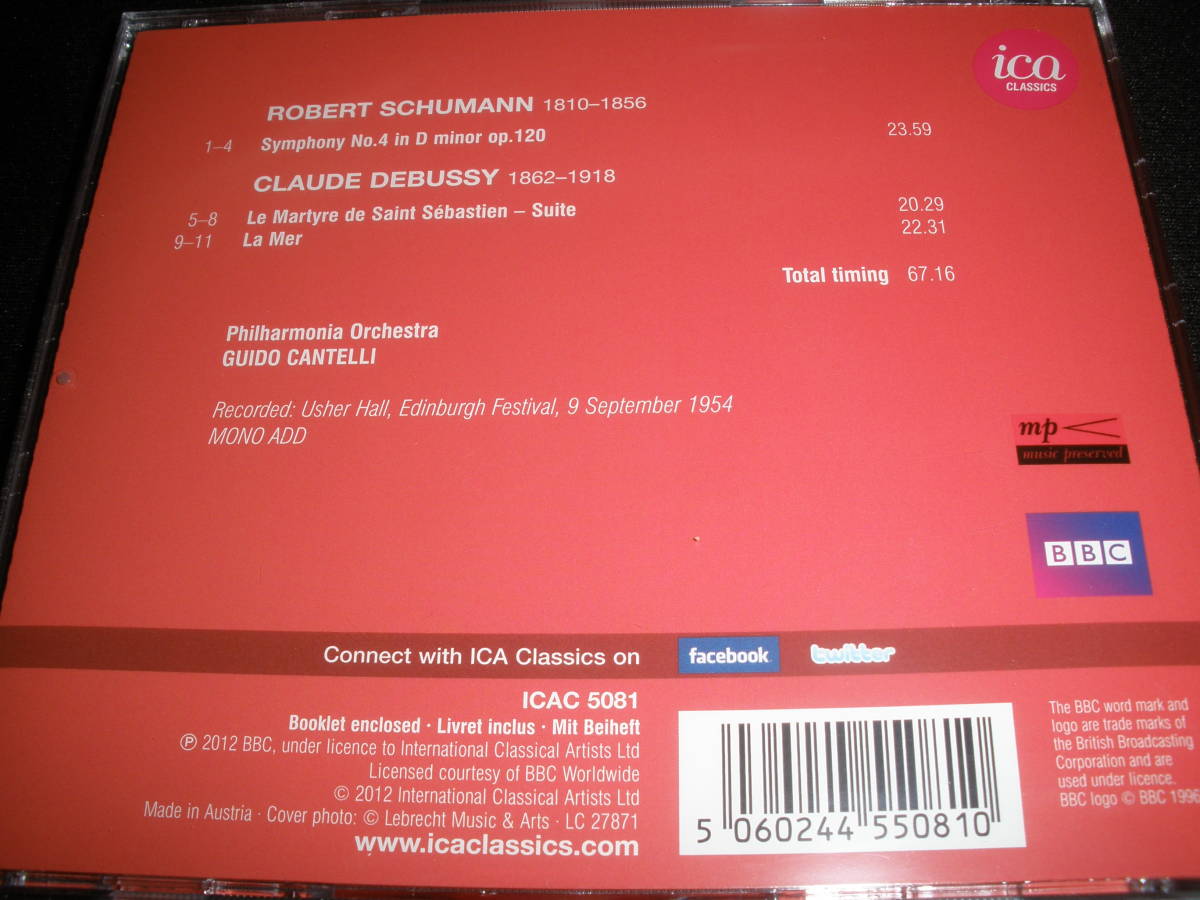 ica
CLASSICS
ROBERT SCHUMANN 1810–1856
1–4 Symphony No.4 in D minor op.120 23.59
CLAUDE DEBUSSY 1862–1918
5–8 Le Martyre de Saint Sébastien – Suite 20.29
9–11 La Mer 22.31
Total timing 67.16
Philharmonia Orchestra
GUIDO CANTELLI
Recorded: Usher Hall, Edinburgh Festival, 9 September 1954
MONO ADD
mp
music preserved
BBC
Connect with ICA Classics on facebook twitter
ICAC 5081
Booklet enclosed · Livret inclus · Mit Beiheft
℗ 2012 BBC, under licence to International Classical Artists Ltd
Licensed courtesy of BBC Worldwide
© 2012 International Classical Artists Ltd
Made in Austria · Cover photo: © Lebrecht Music & Arts · LC 27871
www.icaclassics.com
5 060244 550810
The BBC word mark and
logo are trade marks of
the British Broadcasting
Corporation and are
used under licence.
BBC logo © BBC 1996